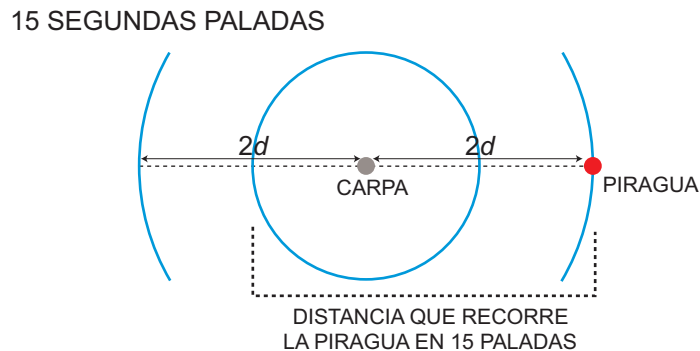 15 SEGUNDAS PALADAS
2d 2d
CARPA
PIRAGUA
DISTANCIA QUE RECORRE
LA PIRAGUA EN 15 PALADAS